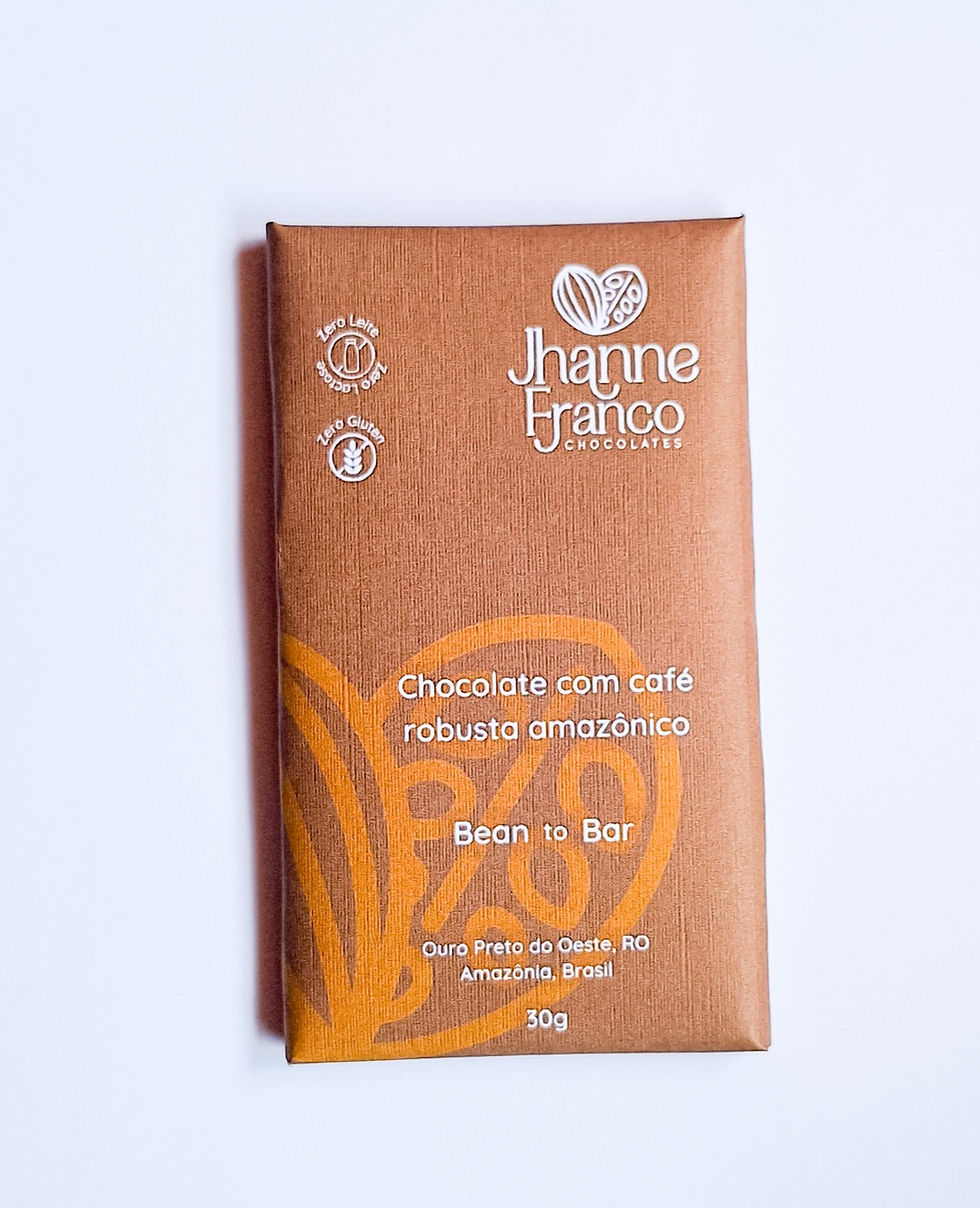 Zero Leite
Zero Lactose
Zero Glúten
Jhanne
Franco
CHOCOLATES
Chocolate com café
robusta amazônico
Bean to Bar
Ouro Preto do Oeste, RO
Amazônia, Brasil
30g